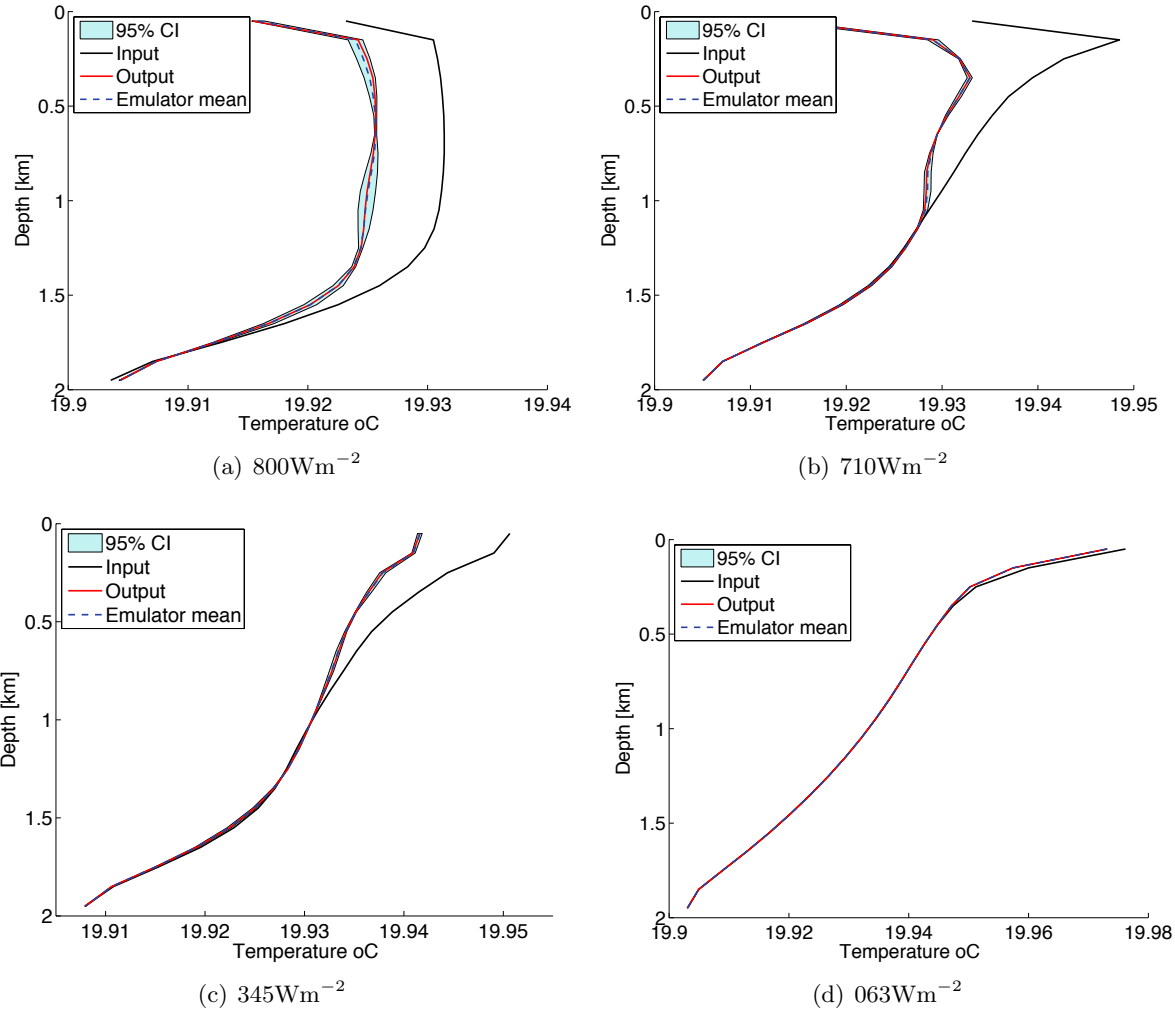 0
95% CI
Input
Output
Emulator mean
0.5
1
1.5
2
Depth [km]
19.9
19.91
19.92
19.93
19.94
Temperature oC
(a) 800Wm−2
0
95% CI
Input
Output
Emulator mean
0.5
1
1.5
2
Depth [km]
19.9
19.91
19.92
19.93
19.94
19.95
Temperature oC
(b) 710Wm−2
0
95% CI
Input
Output
Emulator mean
0.5
1
1.5
2
Depth [km]
19.91
19.92
19.93
19.94
19.95
Temperature oC
(c) 345Wm−2
0
95% CI
Input
Output
Emulator mean
0.5
1
1.5
2
Depth [km]
19.9
19.92
19.94
19.96
19.98
Temperature oC
(d) 063Wm−2